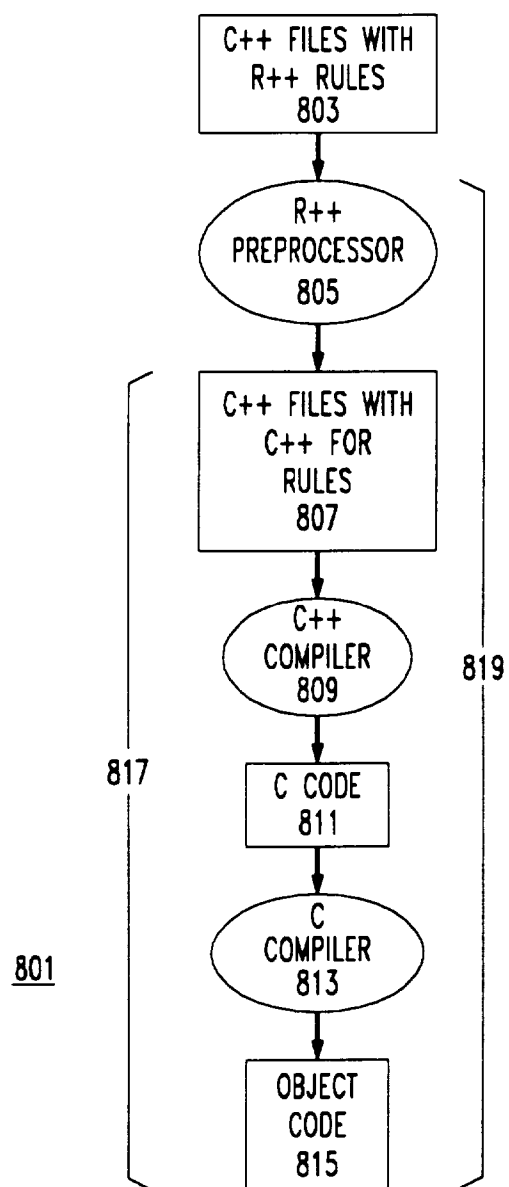 C++ FILES WITH
R++ RULES
803
R++
PREPROCESSOR
805
C++ FILES WITH
C++ FOR
RULES
807
C++
COMPILER
809
819
817
C CODE
811
C
COMPILER
813
801
OBJECT
CODE
815